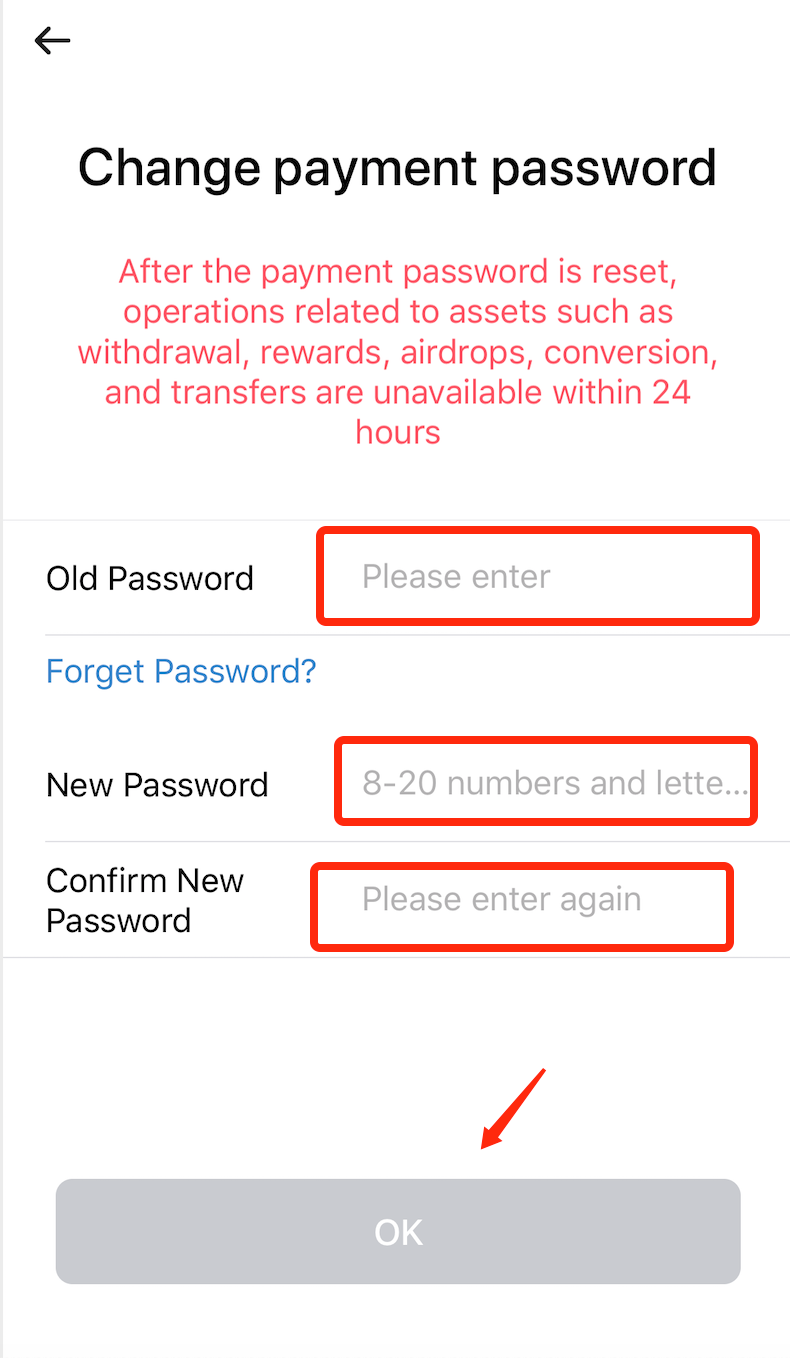 Change payment password
After the payment password is reset,
operations related to assets such as
withdrawal, rewards, airdrops, conversion,
and transfers are unavailable within 24
hours
Old Password Please enter
Forget Password?
New Password 8-20 numbers and lette...
Confirm New
Password Please enter again
OK